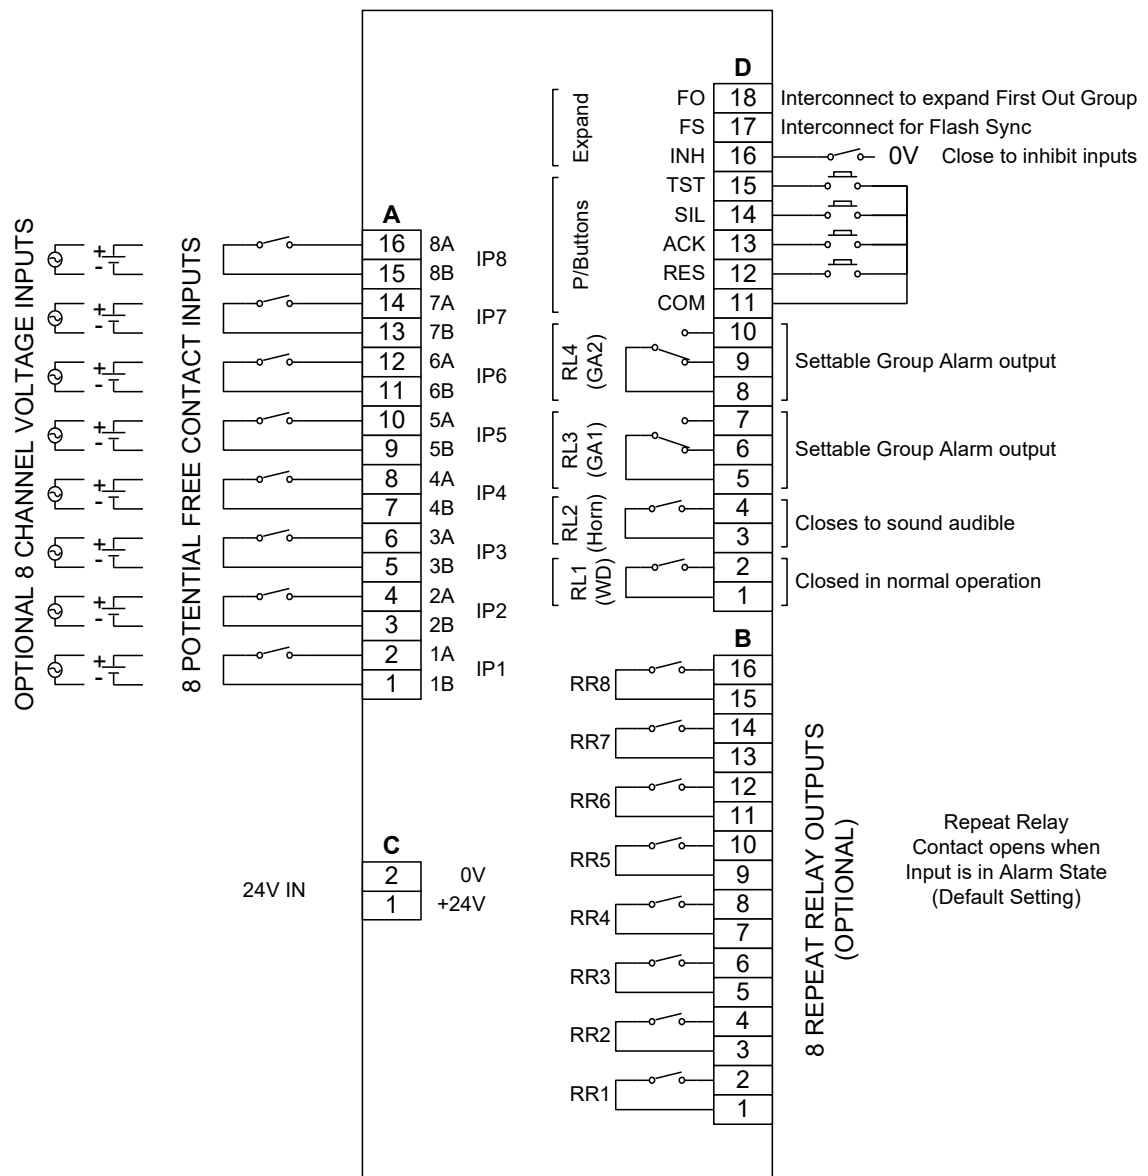 OPTIONAL 8 CHANNEL VOLTAGE INPUTS
8 POTENTIAL FREE CONTACT INPUTS
+
-
+
-
+
-
+
-
+
-
+
-
+
-
+
-
A
16 8A
IP8
15 8B
14 7A
IP7
13 7B
12 6A
IP6
11 6B
10 5A
IP5
9 5B
8 4A
IP4
7 4B
6 3A
IP3
5 3B
4 2A
IP2
3 2B
2 1A
IP1
1 1B
C
24V IN
2 0V
1 +24V
D
Expand
FO 18 Interconnect to expand First Out Group
FS 17 Interconnect for Flash Sync
INH 16 0V Close to inhibit inputs
P/Buttons
TST 15
SIL 14
ACK 13
RES 12
COM 11
RL4
(GA2)
10
9 Settable Group Alarm output
8
RL3
(GA1)
7
6 Settable Group Alarm output
5
RL2
(Horn)
4
Closes to sound audible
3
RL1
(WD)
2
Closed in normal operation
1
B
RR8
16
15
RR7
14
13
RR6
12
11
RR5
10
9
RR4
8
7
RR3
6
5
RR2
4
3
RR1
2
1
8 REPEAT RELAY OUTPUTS
(OPTIONAL)
Repeat Relay
Contact opens when
Input is in Alarm State
(Default Setting)